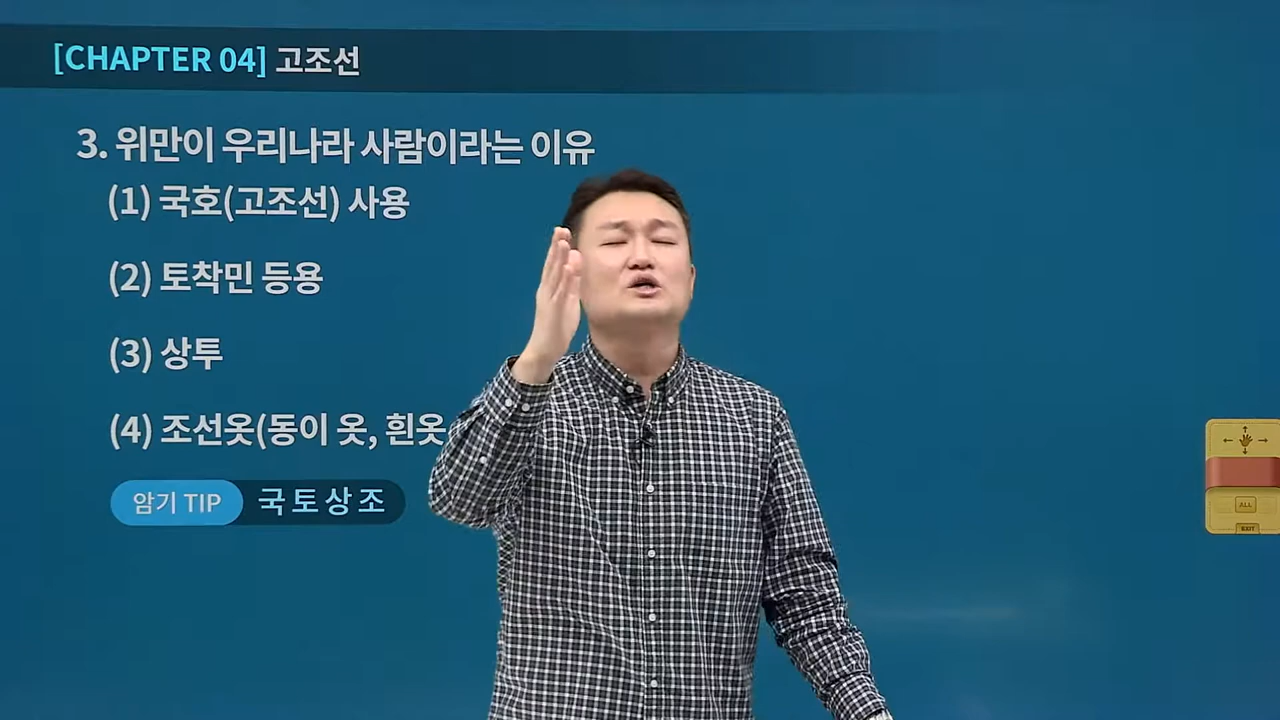 [CHAPTER 04] 고조선
3. 위만이 우리나라 사람이라는 이유
(1) 국호(고조선) 사용
(2) 토착민 등용
(3) 상투
(4) 조선옷(동이 옷, 흰옷
암기 TIP 국토상조
ALL
EXIT